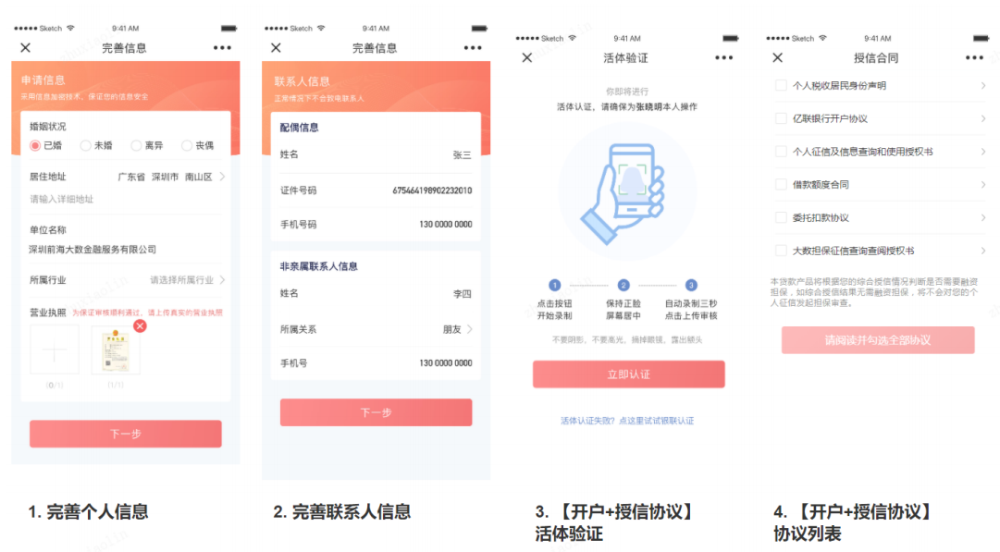 Sketch 9:41 AM
完善信息
申请信息
采用信息加密技术，保证您的信息安全
婚姻状况
已婚 未婚 离异 丧偶
居住地址 广东省 深圳市 南山区
请输入详细地址
单位名称
深圳前海大数金融服务有限公司
所属行业 请选择所属行业
营业执照 为保证审核顺利通过，请上传真实的营业执照
(0/1) (1/1)
下一步
1. 完善个人信息
Sketch 9:41 AM
完善信息
联系人信息
正常情况下不会致电联系人
配偶信息
姓名 张三
证件号码 675464198902232010
手机号码 130 0000 0000
非亲属联系人信息
姓名 李四
所属关系 朋友
手机号 130 0000 0000
下一步
2. 完善联系人信息
Sketch 9:41 AM
活体验证
你即将进行
活体认证，请确保为张晓明本人操作
1 2 3
点击按钮 保持正脸 自动录制三秒
开始录制 屏幕居中 点击上传审核
不要阴影，不要高光，摘掉眼镜，露出额头
立即认证
活体认证失败？点这里试试银联认证
3. 【开户+授信协议】
活体验证
Sketch 9:41 AM
授信合同
个人税收居民身份声明
亿联银行开户协议
个人征信及信息查询和使用授权书
借款额度合同
委托扣款协议
大数担保征信查询查阅授权书
本贷款产品将根据您的综合授信情况判断是否需要融资
担保，如综合授信结果无需融资担保，将不会对您的个
人征信发起担保审查。
请阅读并勾选全部协议
4. 【开户+授信协议】
协议列表